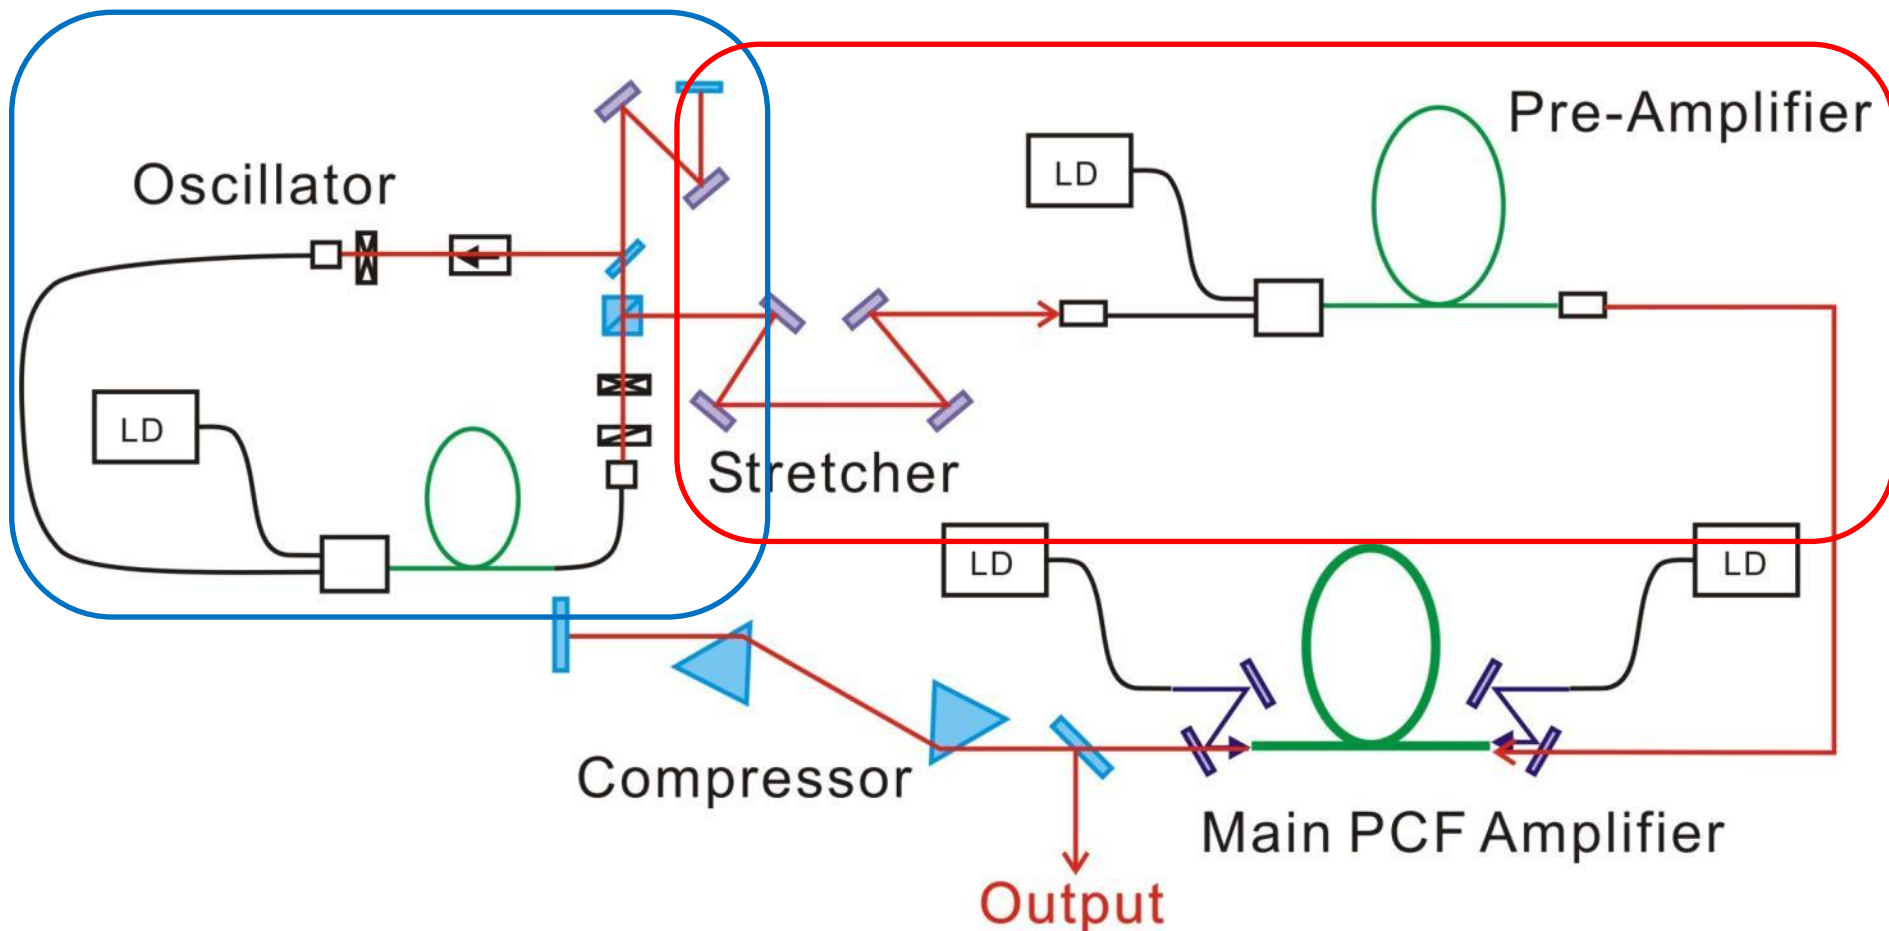 Pre-Amplifier
LD
Oscillator
LD
Stretcher
LD
LD
Compressor
Main PCF Amplifier
Output